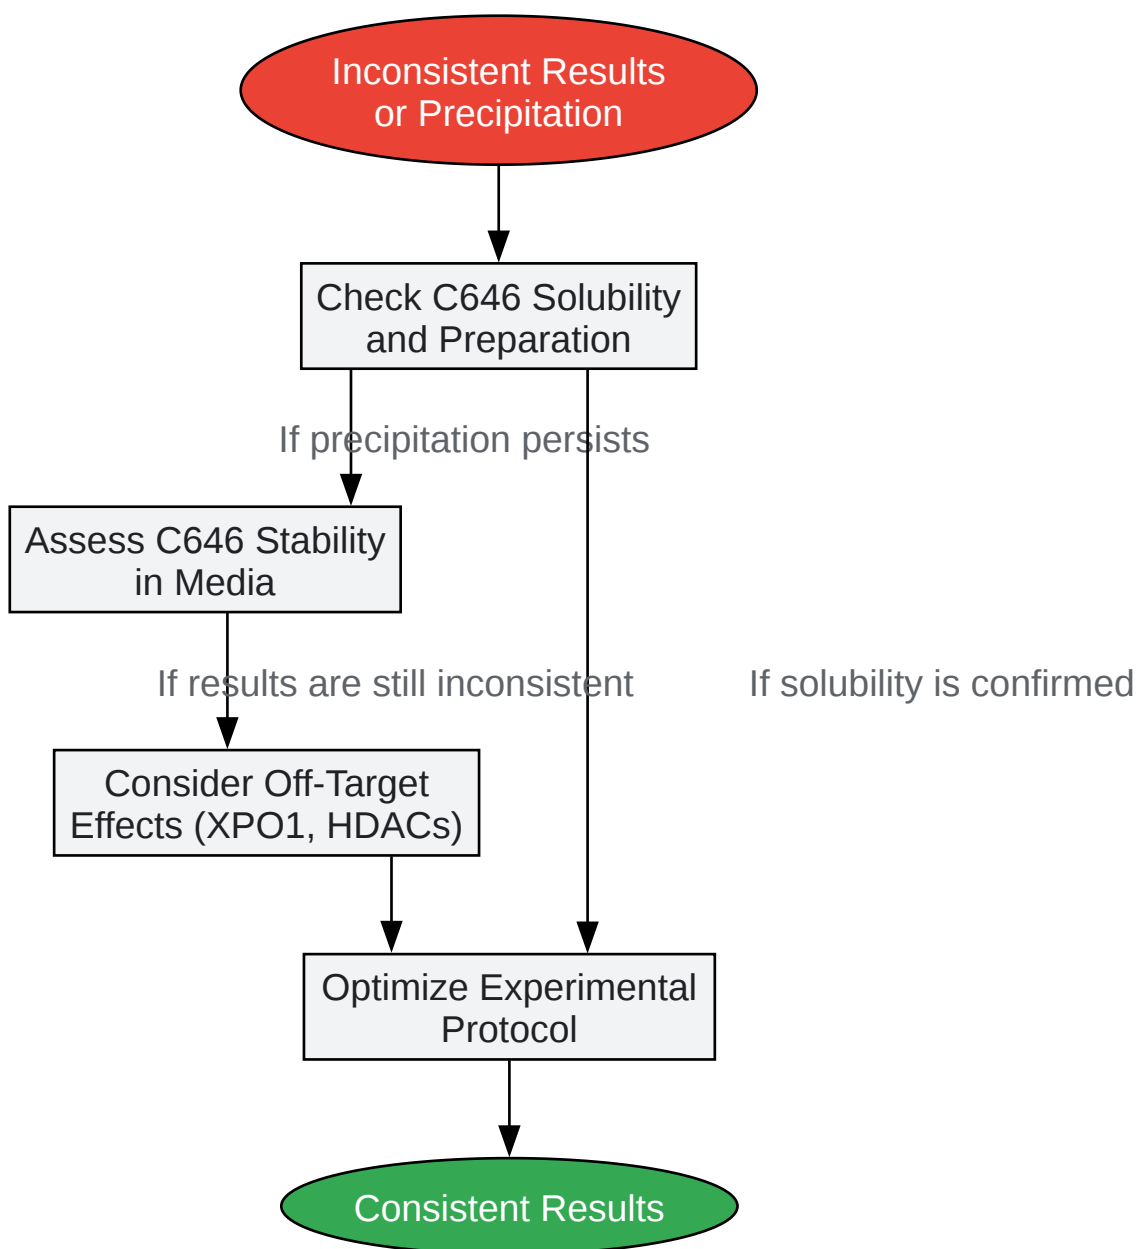 Inconsistent Results
or Precipitation
Check C646 Solubility
and Preparation
If precipitation persists
Assess C646 Stability
in Media
If results are still inconsistent
If solubility is confirmed
Consider Off-Target
Effects (XPO1, HDACs)
Optimize Experimental
Protocol
Consistent Results